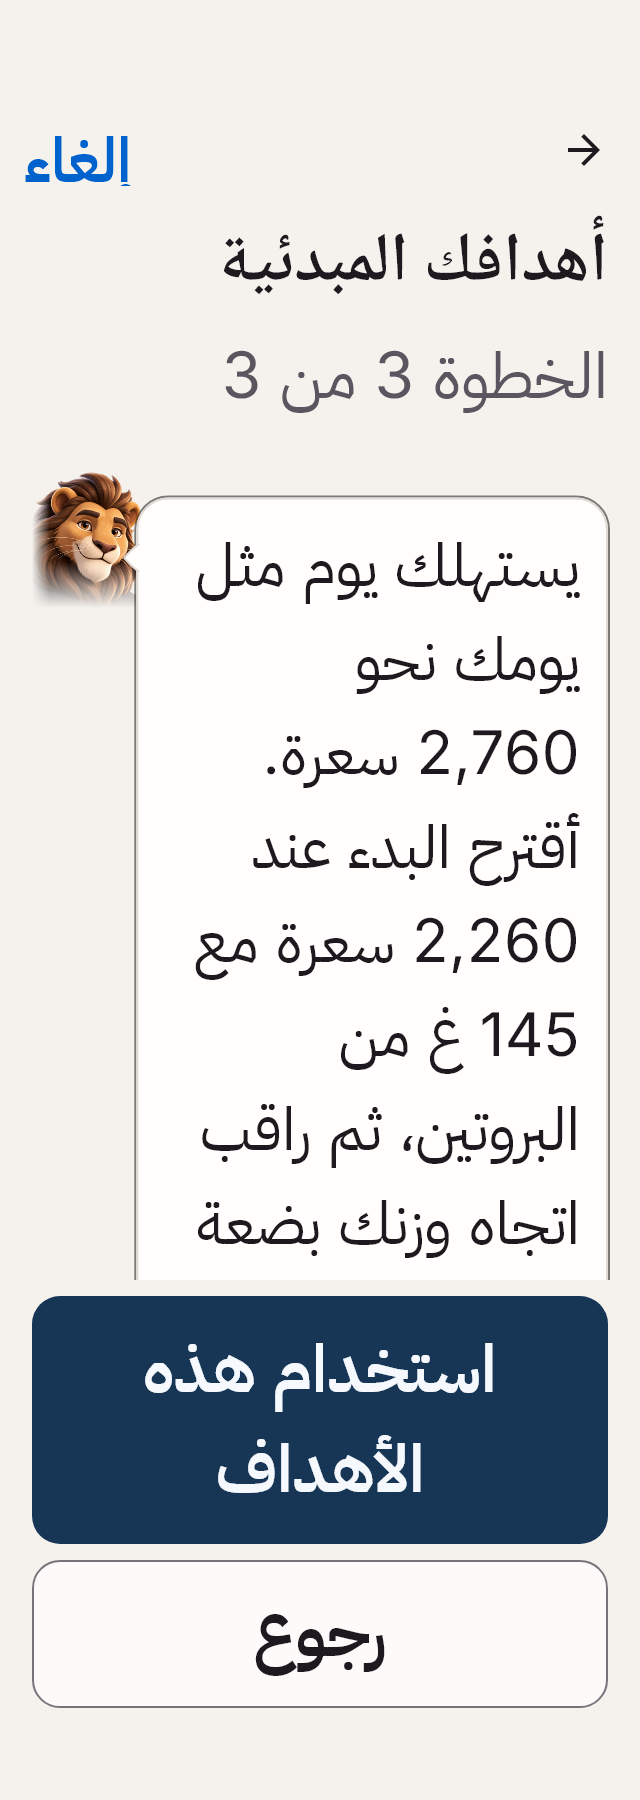 إلغاء
أهدافك المبدئية
الخطوة 3 من 3
يستهلك يوم مثل
يومك نحو
2,760 سعرة.
أقترح البدء عند
2,260 سعرة مع
145 غ من
البروتين، ثم راقب
اتجاه وزنك بضعة
استخدام هذه
الأهداف
رجوع